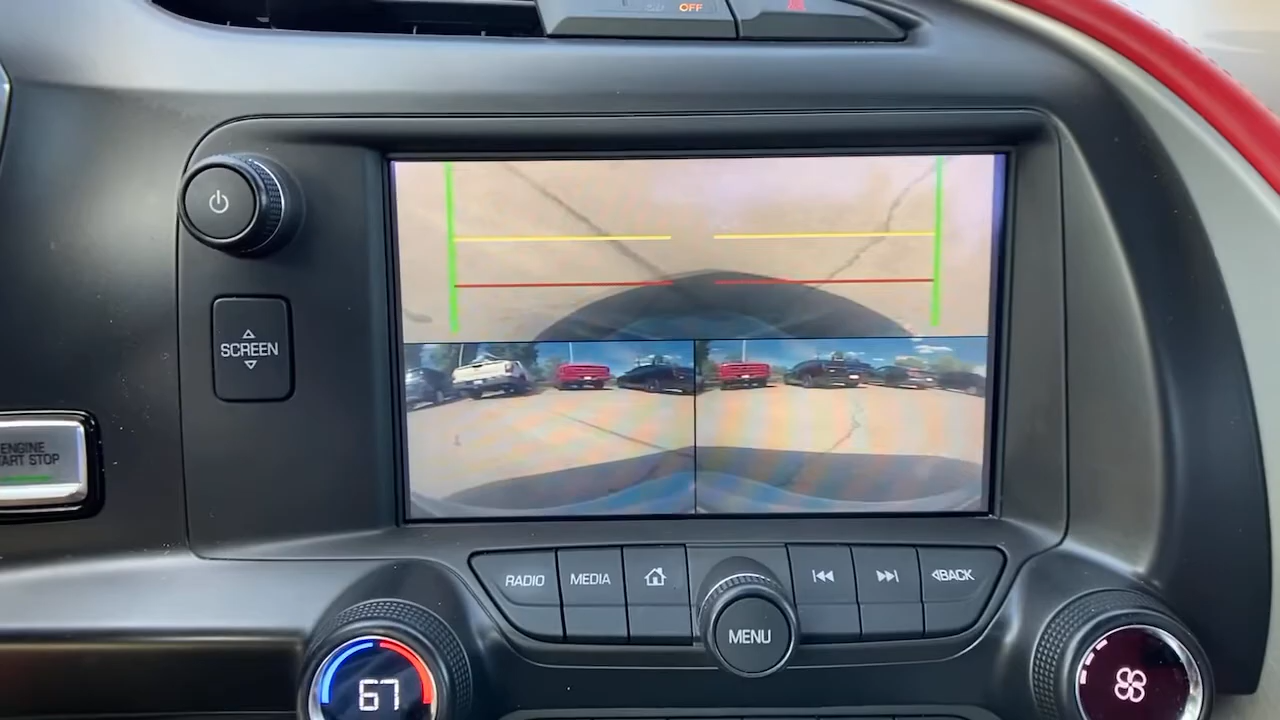 OFF
SCREEN
ENGINE
ART STOP
RADIO
MEDIA
BACK
MENU
67